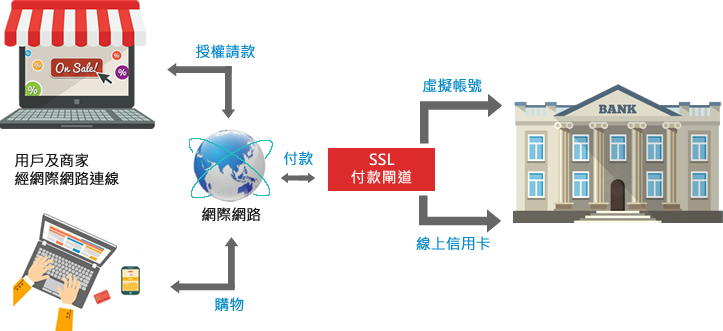 On Sale!
%
%
%
授權請款
用戶及商家
經網際網路連線
網際網路
付款
SSL
付款閘道
虛擬帳號
線上信用卡
BANK
購物